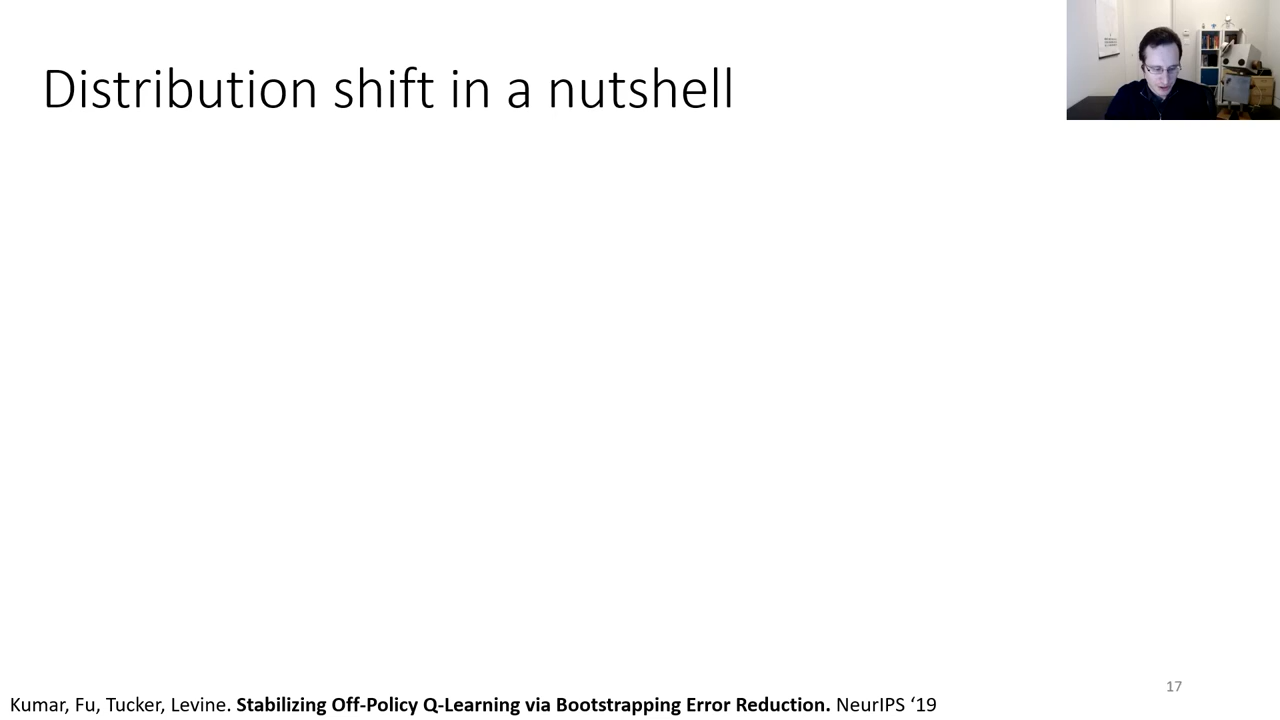 Distribution shift in a nutshell
17
Kumar, Fu, Tucker, Levine. Stabilizing Off-Policy Q-Learning via Bootstrapping Error Reduction. NeurIPS ‘19